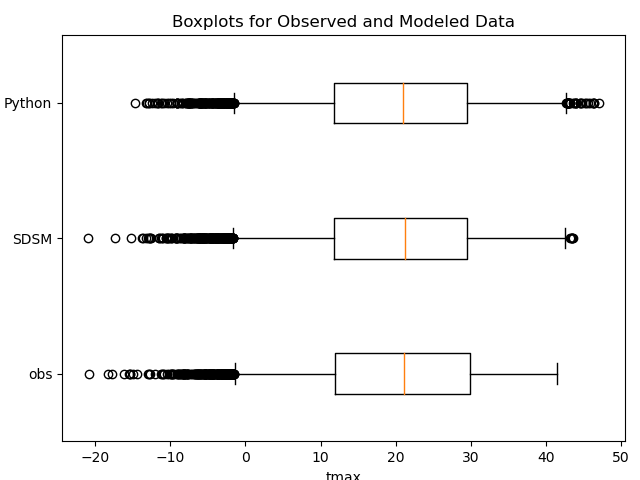 Boxplots for Observed and Modeled Data
Python
SDSM
obs
−20 −10 0 10 20 30 40 50
tmax